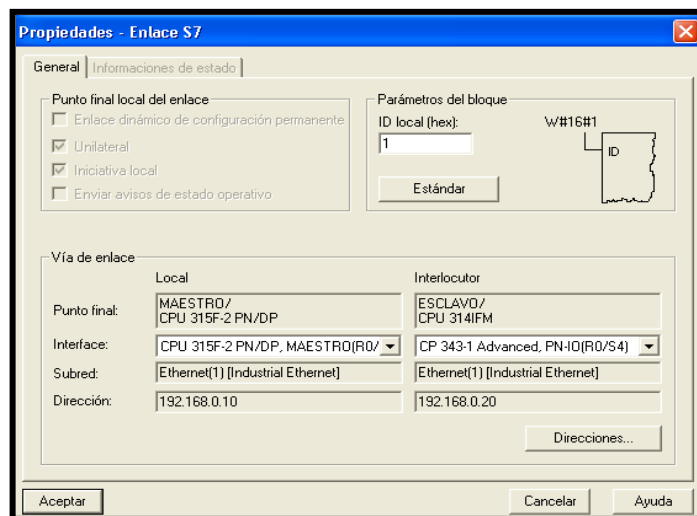 Propiedades - Enlace S7
General
Informaciones de estado
Punto final local del enlace
Enlace dinámico de configuración permanente
Unilateral
Iniciativa local
Enviar avisos de estado operativo
Parámetros del bloque
ID local (hex):
W#16#1
1
ID
Estándar
Vía de enlace
Local
Interlocutor
Punto final:
MAESTRO/
CPU 315F-2 PN/DP
ESCLAVO/
CPU 314IFM
Interface:
CPU 315F-2 PN/DP, MAESTRO(R0/
CP 343-1 Advanced, PN-IO(R0/S4)
Subred:
Ethernet(1) [Industrial Ethernet]
Ethernet(1) [Industrial Ethernet]
Dirección:
192.168.0.10
192.168.0.20
Direcciones...
Aceptar
Cancelar
Ayuda